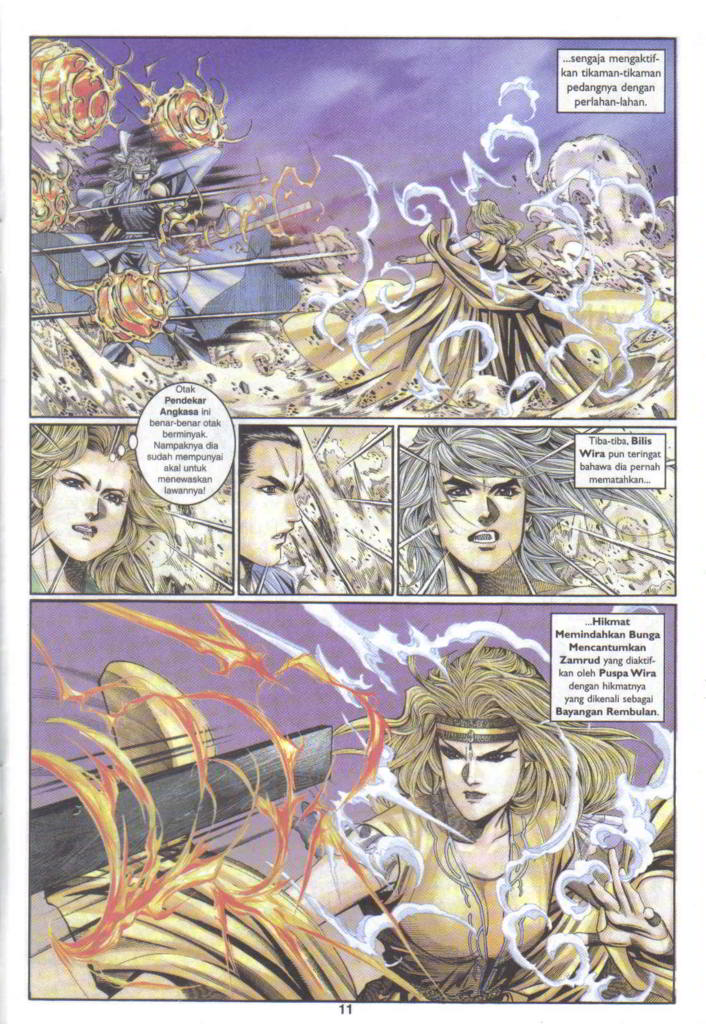 ...sengaja mengaktif-
kan tikaman-tikaman
pedangnya dengan
perlahan-lahan.
Otak
Pendekar
Angkasa ini
benar-benar otak
berminyak.
Nampaknya dia
sudah mempunyai
akal untuk
menewaskan
lawannya!
Tiba-tiba, Bilis
Wira pun teringat
bahawa dia pernah
mematahkan...
...Hikmat
Memindahkan Bunga
Mencantumkan
Zamrud yang diaktif-
kan oleh Puspa Wira
dengan hikmatnya
yang dikenali sebagai
Bayangan Rembulan.
11